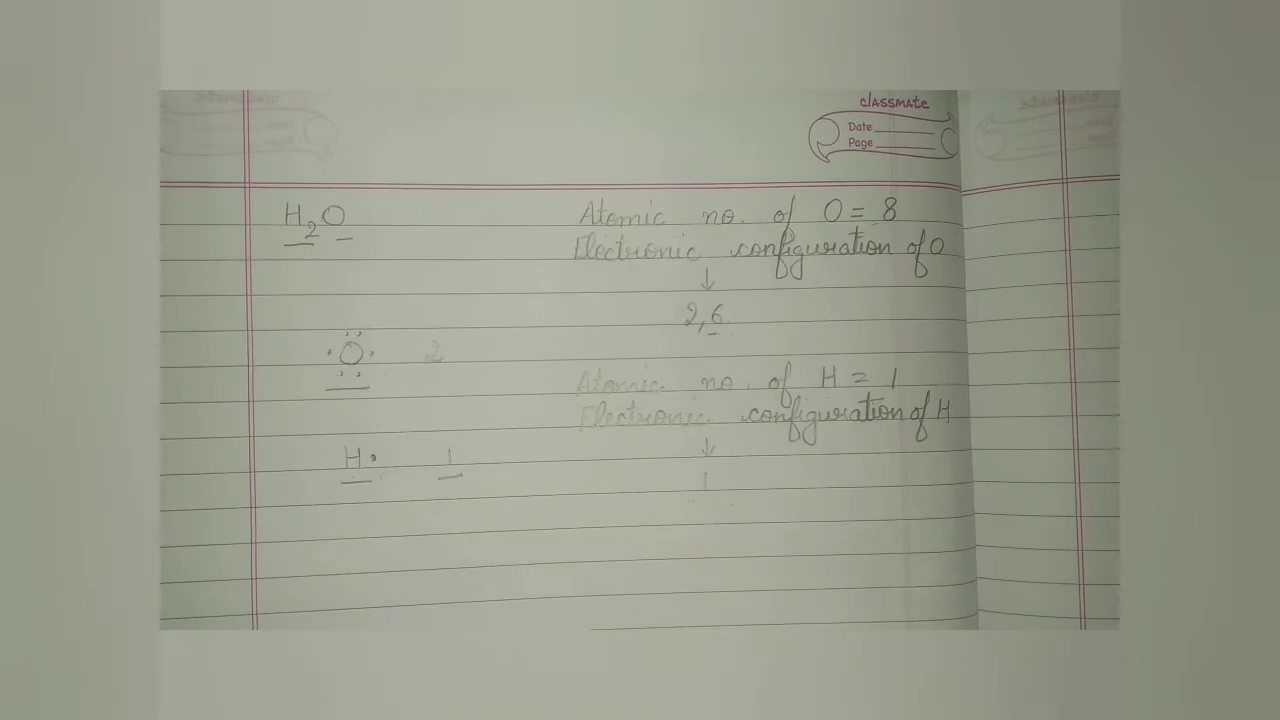 classmate
Date
Page
H₂O
Atomic no. of O = 8
Electronic configuration of O
↓
2,6
O 2
Atomic no. of H = 1
Electronic configuration of H
↓
H 1
1